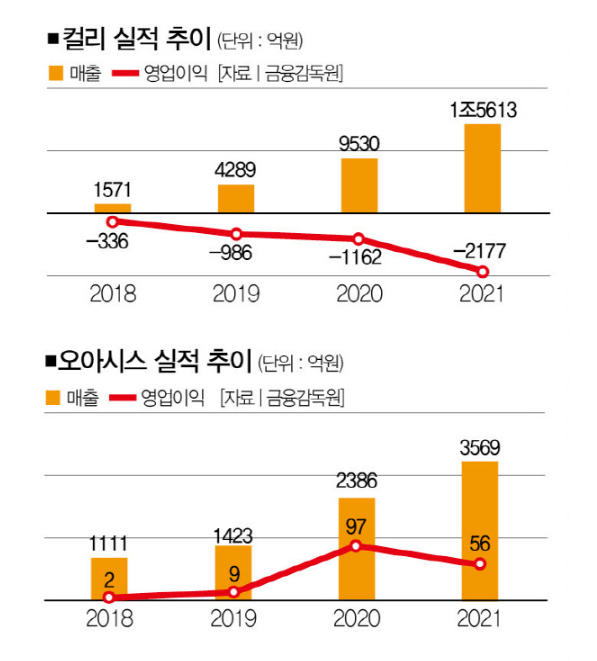 ■컬리 실적 추이 (단위 : 억원)
매출 영업이익 [자료 | 금융감독원]
1571 4289 9530 1조5613
−336 −986 −1162 −2177
2018 2019 2020 2021
■오아시스 실적 추이 (단위 : 억원)
매출 영업이익 [자료 | 금융감독원]
1111 1423 2386 3569
2 9 97 56
2018 2019 2020 2021